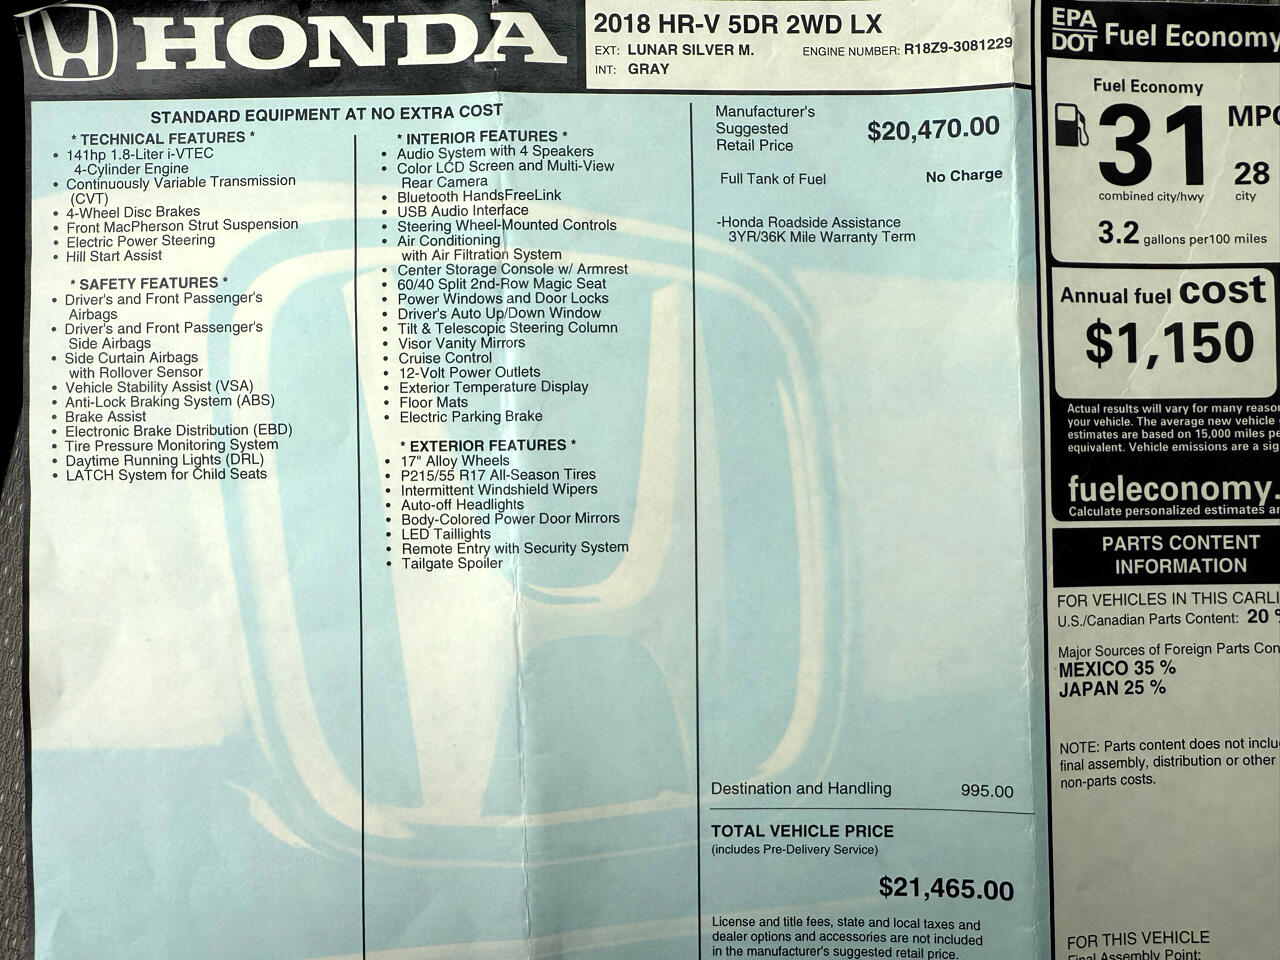 HONDA
2018 HR-V 5DR 2WD LX
EXT: LUNAR SILVER M. ENGINE NUMBER: R18Z9-3081229
INT: GRAY
STANDARD EQUIPMENT AT NO EXTRA COST
* TECHNICAL FEATURES *
• 141hp 1.8-Liter i-VTEC
4-Cylinder Engine
• Continuously Variable Transmission
(CVT)
• 4-Wheel Disc Brakes
• Front MacPherson Strut Suspension
• Electric Power Steering
• Hill Start Assist
* SAFETY FEATURES *
• Driver's and Front Passenger's
Airbags
• Driver's and Front Passenger's
Side Airbags
• Side Curtain Airbags
with Rollover Sensor
• Vehicle Stability Assist (VSA)
• Anti-Lock Braking System (ABS)
• Brake Assist
• Electronic Brake Distribution (EBD)
• Tire Pressure Monitoring System
• Daytime Running Lights (DRL)
• LATCH System for Child Seats
* INTERIOR FEATURES *
• Audio System with 4 Speakers
• Color LCD Screen and Multi-View
Rear Camera
• Bluetooth HandsFreeLink
• USB Audio Interface
• Steering Wheel-Mounted Controls
• Air Conditioning
with Air Filtration System
• Center Storage Console w/ Armrest
• 60/40 Split 2nd-Row Magic Seat
• Power Windows and Door Locks
• Driver's Auto Up/Down Window
• Tilt & Telescopic Steering Column
• Visor Vanity Mirrors
• Cruise Control
• 12-Volt Power Outlets
• Exterior Temperature Display
• Floor Mats
• Electric Parking Brake
* EXTERIOR FEATURES *
• 17" Alloy Wheels
• P215/55 R17 All-Season Tires
• Intermittent Windshield Wipers
• Auto-off Headlights
• Body-Colored Power Door Mirrors
• LED Taillights
• Remote Entry with Security System
• Tailgate Spoiler
Manufacturer's
Suggested
Retail Price $20,470.00
Full Tank of Fuel No Charge
-Honda Roadside Assistance
3YR/36K Mile Warranty Term
Destination and Handling 995.00
TOTAL VEHICLE PRICE
(includes Pre-Delivery Service)
$21,465.00
License and title fees, state and local taxes and
dealer options and accessories are not included
in the manufacturer's suggested retail price.
EPA
DOT Fuel Economy
Fuel Economy
31 MPG
28
combined city/hwy city
3.2 gallons per 100 miles
Annual fuel cost
$1,150
Actual results will vary for many
your vehicle. The average new vehicle
estimates are based on 15,000 miles
equivalent. Vehicle emissions are a
fueleconomy.
Calculate personalized estimates
PARTS CONTENT
INFORMATION
FOR VEHICLES IN THIS
U.S./Canadian Parts Content: 20 %
Major Sources of Foreign Parts
MEXICO 35 %
JAPAN 25 %
NOTE: Parts content does not
final assembly, distribution or other
non-parts costs.
FOR THIS VEHICLE
Final Assembly Point: